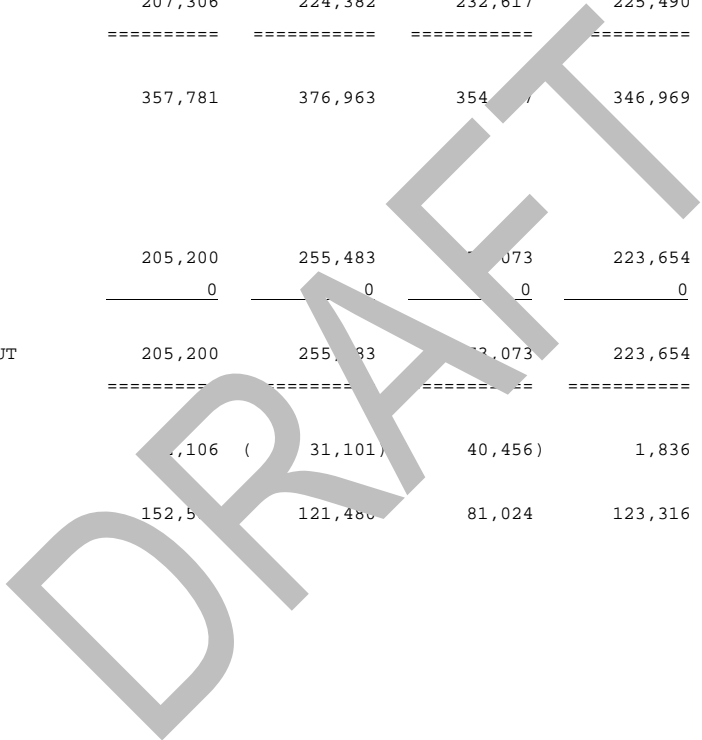 207,306 224,382 232,617 225,490
========== =========== =========== =========
357,781 376,963 346,969
205,200 255,483 223,654
0 0 0 0
205,200 223,654
===========
( 31,101) 40,456) 1,836
81,024 123,316
DRAFT